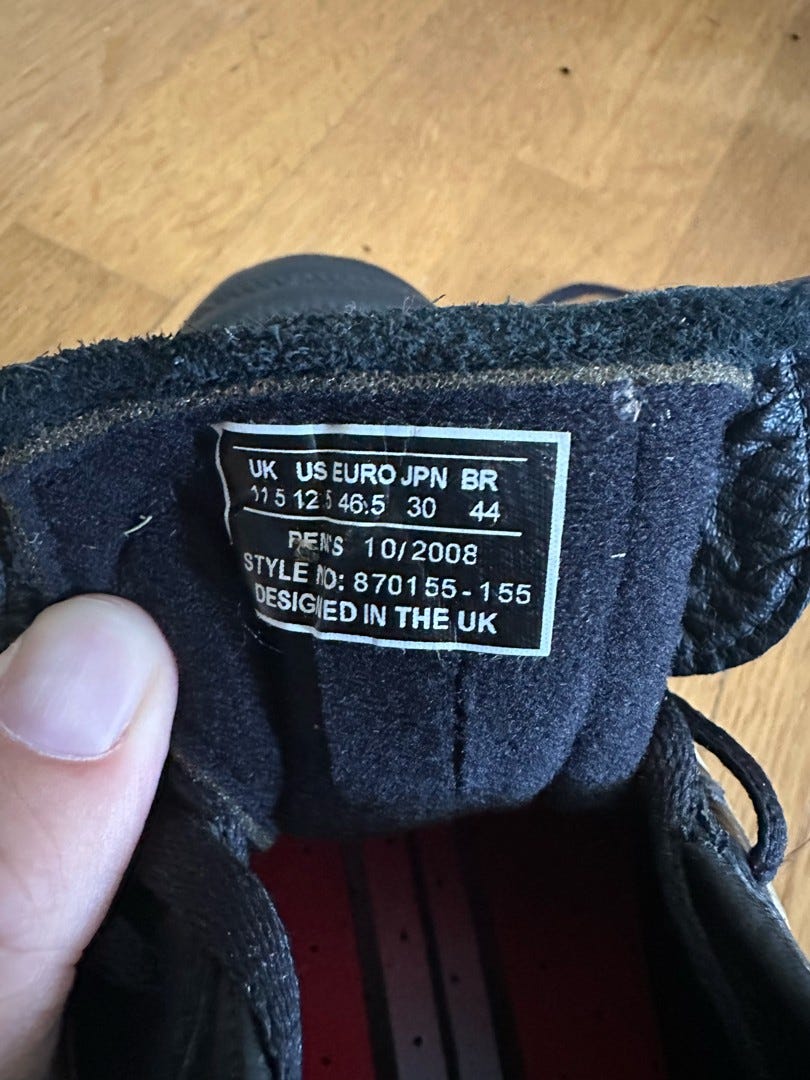 UK US EURO JPN BR
11 5 12 5 46.5 30 44
10/2008
STYLE NO: 870155-155
DESIGNED IN THE UK